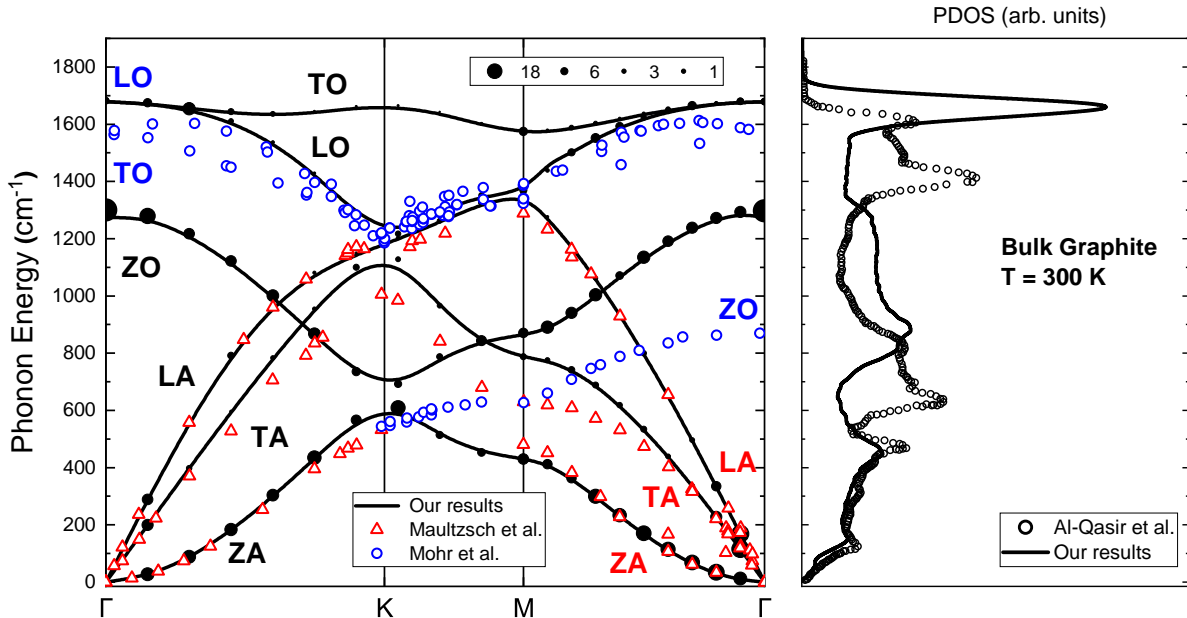 PDOS (arb. units)
1800
1600
1400
1200
1000
800
600
400
200
0
Phonon Energy (cm⁻¹)
LO
TO
18 6 3 1
LO
TO
ZO
LA
TA
ZA
Our results
Maultzsch et al.
Mohr et al.
ZO
LA
TA
ZA
Γ K M Γ
Bulk Graphite
T = 300 K
Al-Qasir et al.
Our results